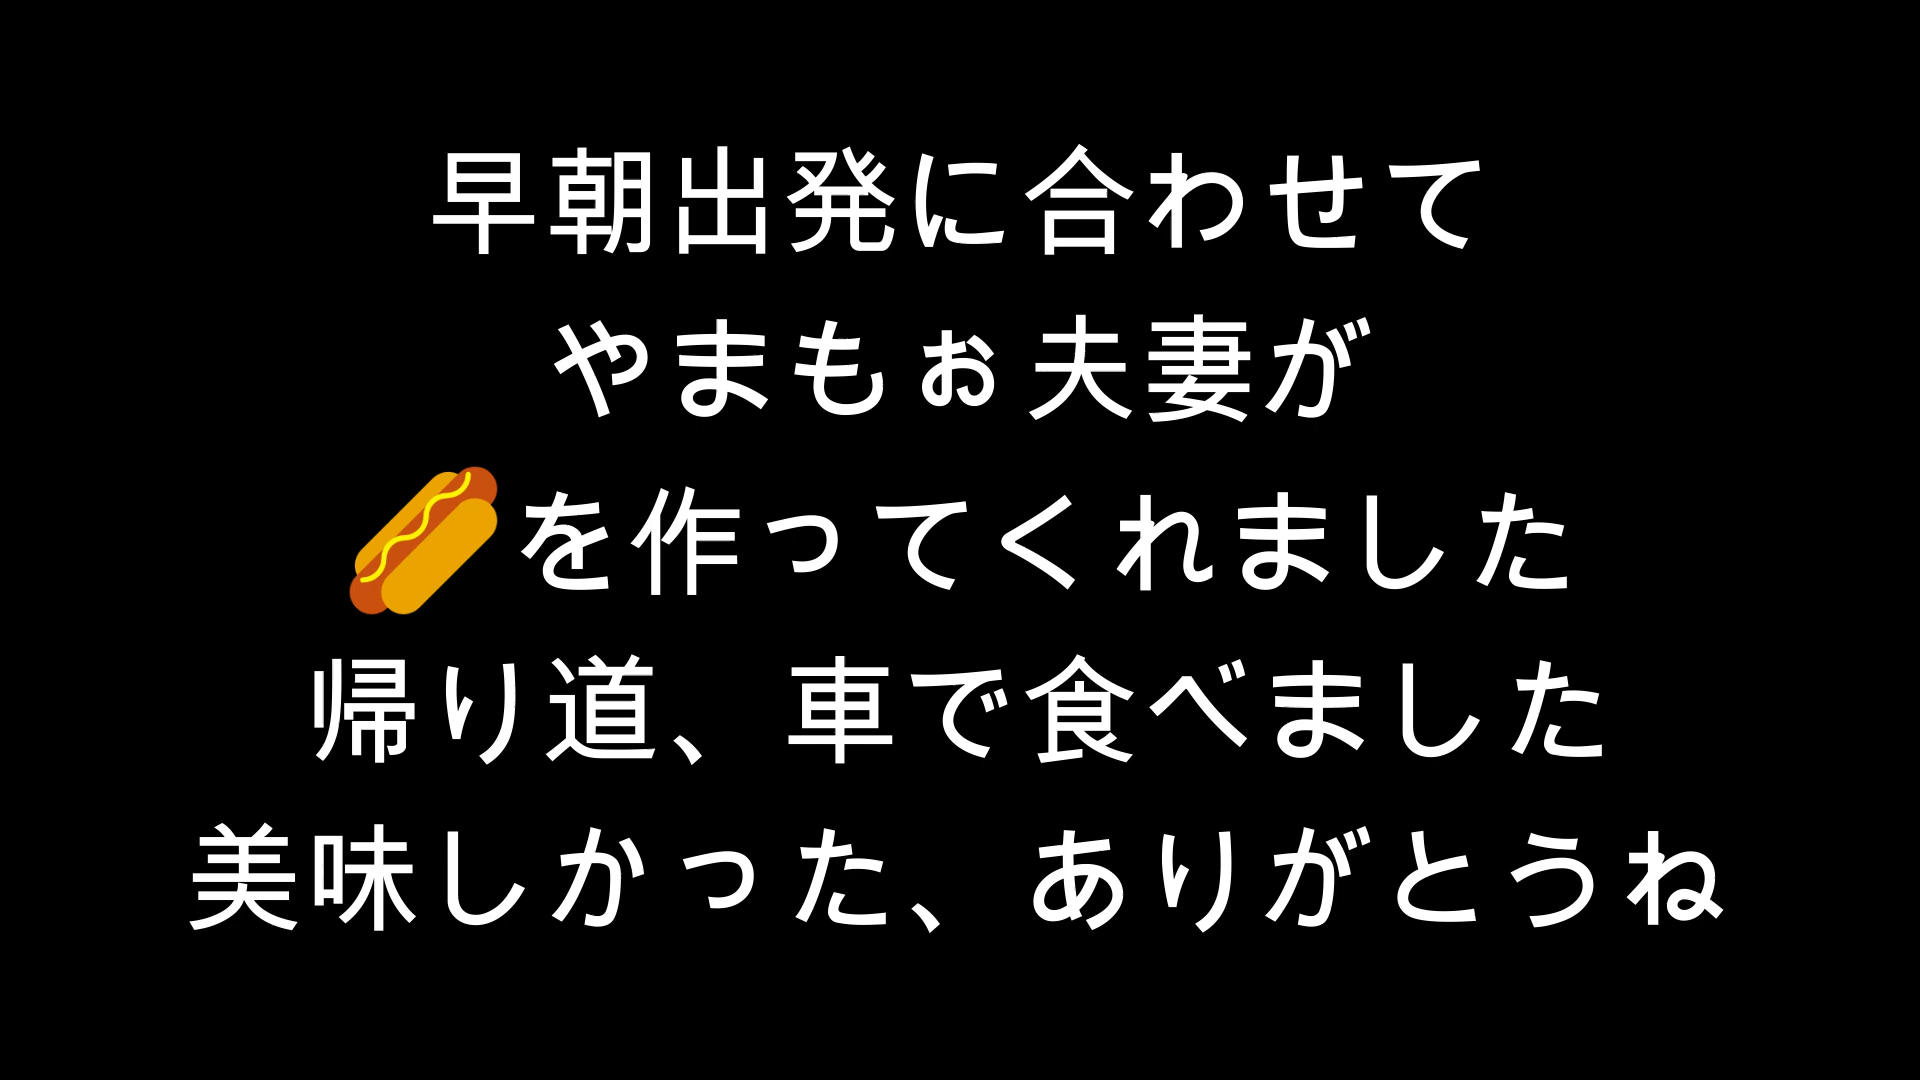 早朝出発に合わせて
やまもぉ夫妻が
🌭を作ってくれました
帰り道、車で食べました
美味しかった、ありがとうね